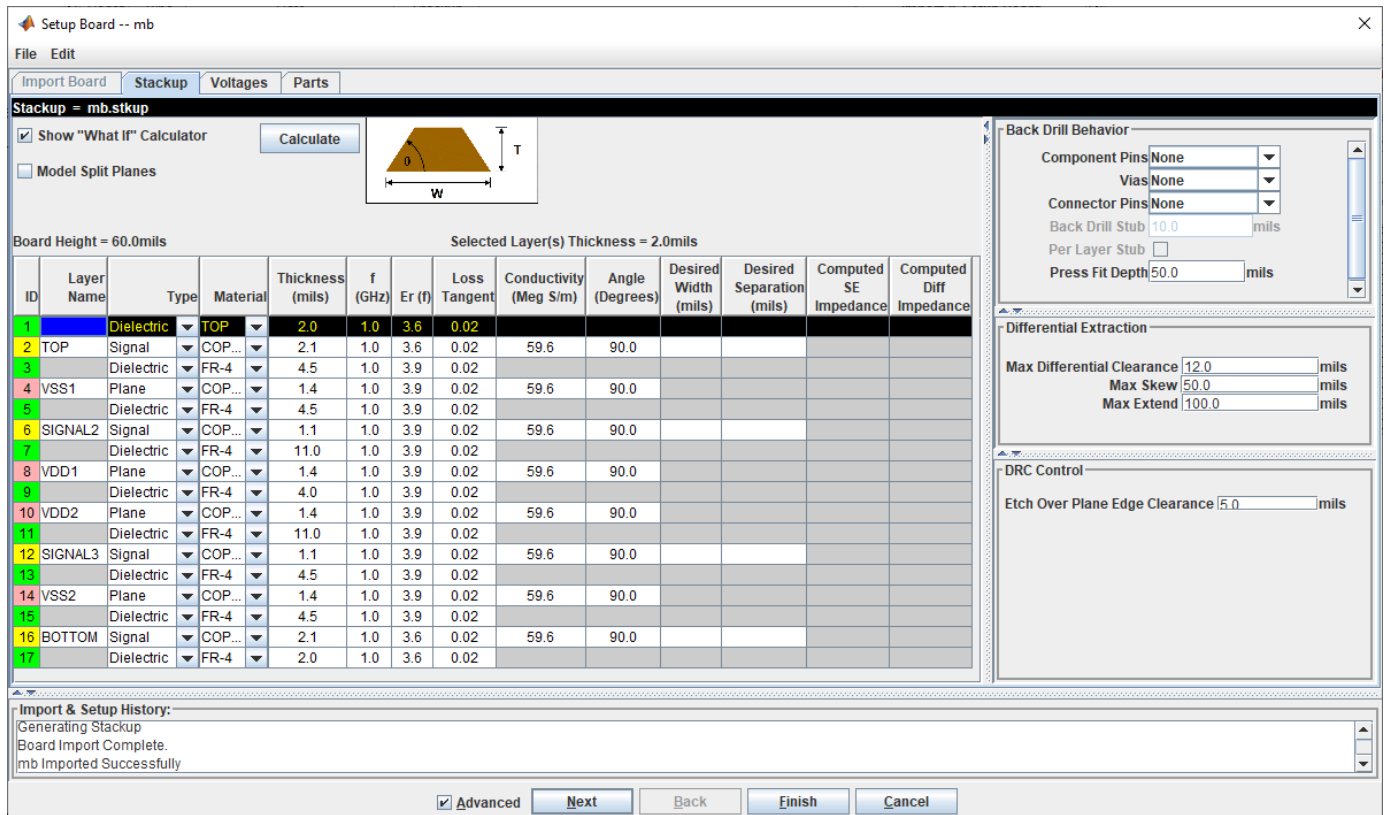 Setup Board -- mb
File Edit
Import Board Stackup Voltages Parts
Stackup = mb.stkup
Show "What If" Calculator Calculate
Model Split Planes
θ T
W
Board Height = 60.0mils Selected Layer(s) Thickness = 2.0mils
ID Layer Name Type Material Thickness (mils) f (GHz) Er (f) Loss Tangent Conductivity (Meg S/m) Angle (Degrees) Desired Width (mils) Desired Separation (mils) Computed SE Impedance Computed Diff Impedance
1 Dielectric TOP 2.0 1.0 3.6 0.02
2 TOP Signal COP... 2.1 1.0 3.6 0.02 59.6 90.0
3 Dielectric FR-4 4.5 1.0 3.9 0.02
4 VSS1 Plane COP... 1.4 1.0 3.9 0.02 59.6 90.0
5 Dielectric FR-4 4.5 1.0 3.9 0.02
6 SIGNAL2 Signal COP... 1.1 1.0 3.9 0.02 59.6 90.0
7 Dielectric FR-4 11.0 1.0 3.9 0.02
8 VDD1 Plane COP... 1.4 1.0 3.9 0.02 59.6 90.0
9 Dielectric FR-4 4.0 1.0 3.9 0.02
10 VDD2 Plane COP... 1.4 1.0 3.9 0.02 59.6 90.0
11 Dielectric FR-4 11.0 1.0 3.9 0.02
12 SIGNAL3 Signal COP... 1.1 1.0 3.9 0.02 59.6 90.0
13 Dielectric FR-4 4.5 1.0 3.9 0.02
14 VSS2 Plane COP... 1.4 1.0 3.9 0.02 59.6 90.0
15 Dielectric FR-4 4.5 1.0 3.9 0.02
16 BOTTOM Signal COP... 2.1 1.0 3.6 0.02 59.6 90.0
17 Dielectric FR-4 2.0 1.0 3.6 0.02
Back Drill Behavior
Component Pins None
Vias None
Connector Pins None
Back Drill Stub 10.0 mils
Per Layer Stub
Press Fit Depth 50.0 mils
Differential Extraction
Max Differential Clearance 12.0 mils
Max Skew 50.0 mils
Max Extend 100.0 mils
DRC Control
Etch Over Plane Edge Clearance 5.0 mils
Import & Setup History:
Generating Stackup
Board Import Complete.
mb Imported Successfully
Advanced Next Back Finish Cancel